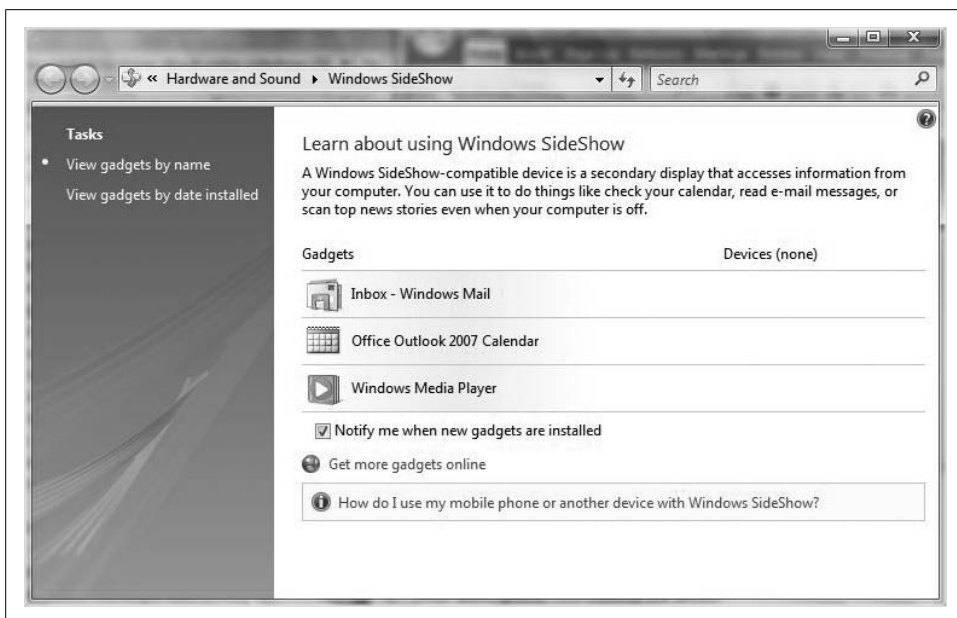 « Hardware and Sound ▸ Windows SideShow
Search
Tasks
• View gadgets by name
View gadgets by date installed
Learn about using Windows SideShow
A Windows SideShow-compatible device is a secondary display that accesses information from
your computer. You can use it to do things like check your calendar, read e-mail messages, or
scan top news stories even when your computer is off.
Gadgets Devices (none)
Inbox - Windows Mail
Office Outlook 2007 Calendar
Windows Media Player
Notify me when new gadgets are installed
Get more gadgets online
How do I use my mobile phone or another device with Windows SideShow?